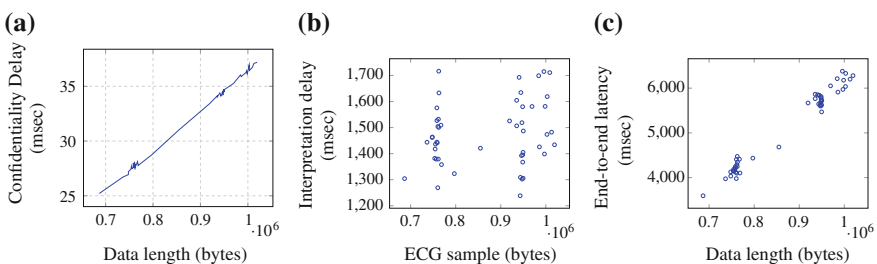 (a)
Confidentiality Delay
(msec)
35
30
25
0.7 0.8 0.9 1
·10⁶
Data length (bytes)
(b)
Interpretation delay
(msec)
1,700
1,600
1,500
1,400
1,300
1,200
0.7 0.8 0.9 1
·10⁶
ECG sample (bytes)
(c)
End-to-end latency
(msec)
6,000
5,000
4,000
0.7 0.8 0.9 1
·10⁶
Data length (bytes)